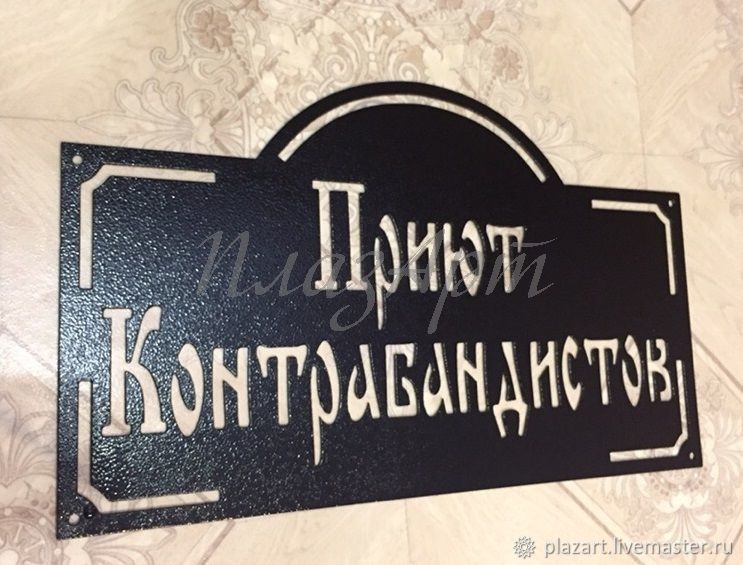 Приют
ПлазАрт
Контрабандистов
plazart.livemaster.ru